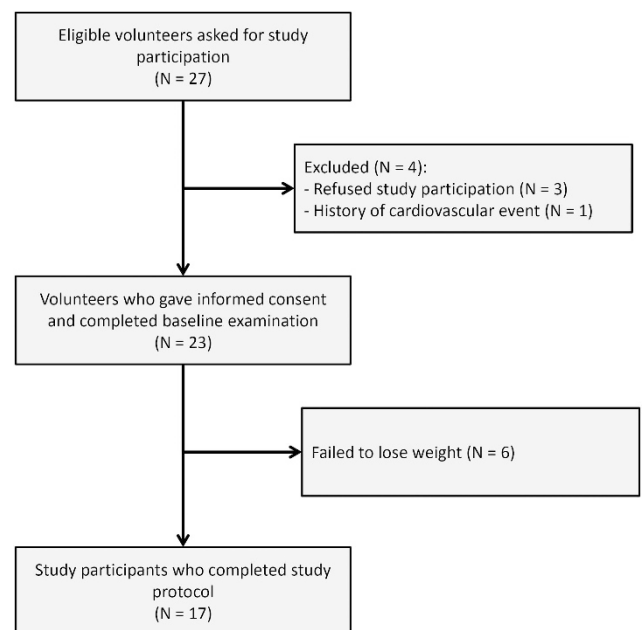 Eligible volunteers asked for study
participation
(N = 27)
Excluded (N = 4):
- Refused study participation (N = 3)
- History of cardiovascular event (N = 1)
Volunteers who gave informed consent
and completed baseline examination
(N = 23)
Failed to lose weight (N = 6)
Study participants who completed study
protocol
(N = 17)